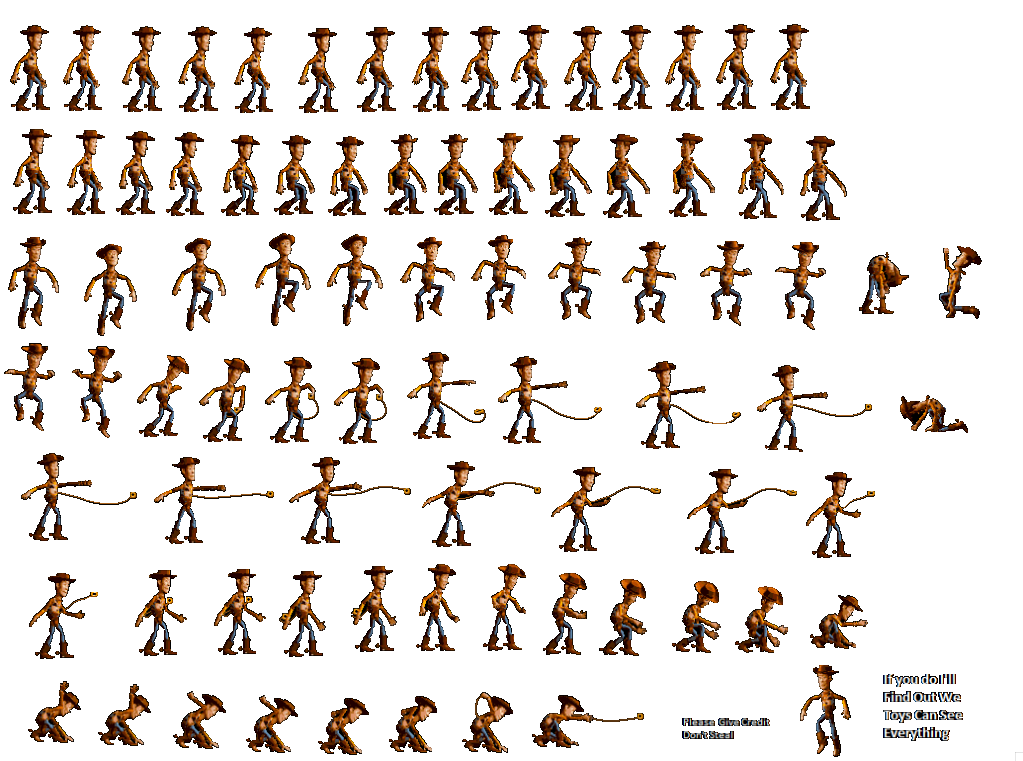 If you do I'll
Find Out We
Toys Can See
Everything
Please Give Credit
Don't Steal